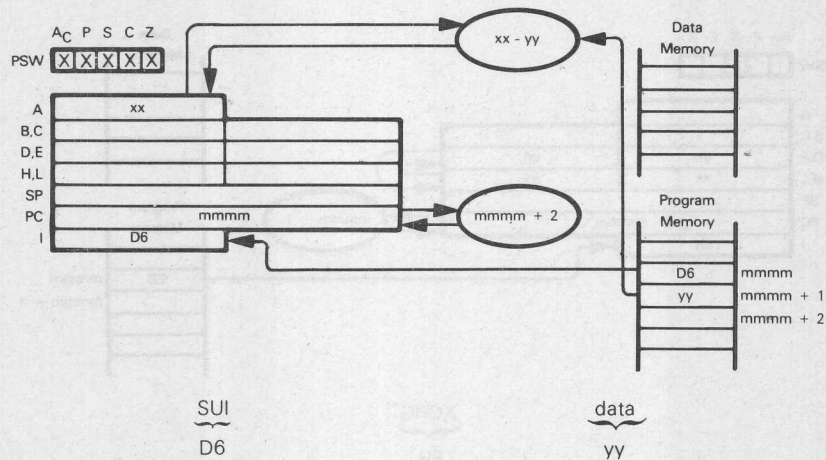 AC P S C Z
PSW X X X X X
A xx
B,C
D,E
H,L
SP
PC mmmm
I D6
xx - yy
mmmm + 2
Data
Memory
Program
Memory
D6 mmmm
yy mmmm + 1
mmmm + 2
SUI data
D6 yy